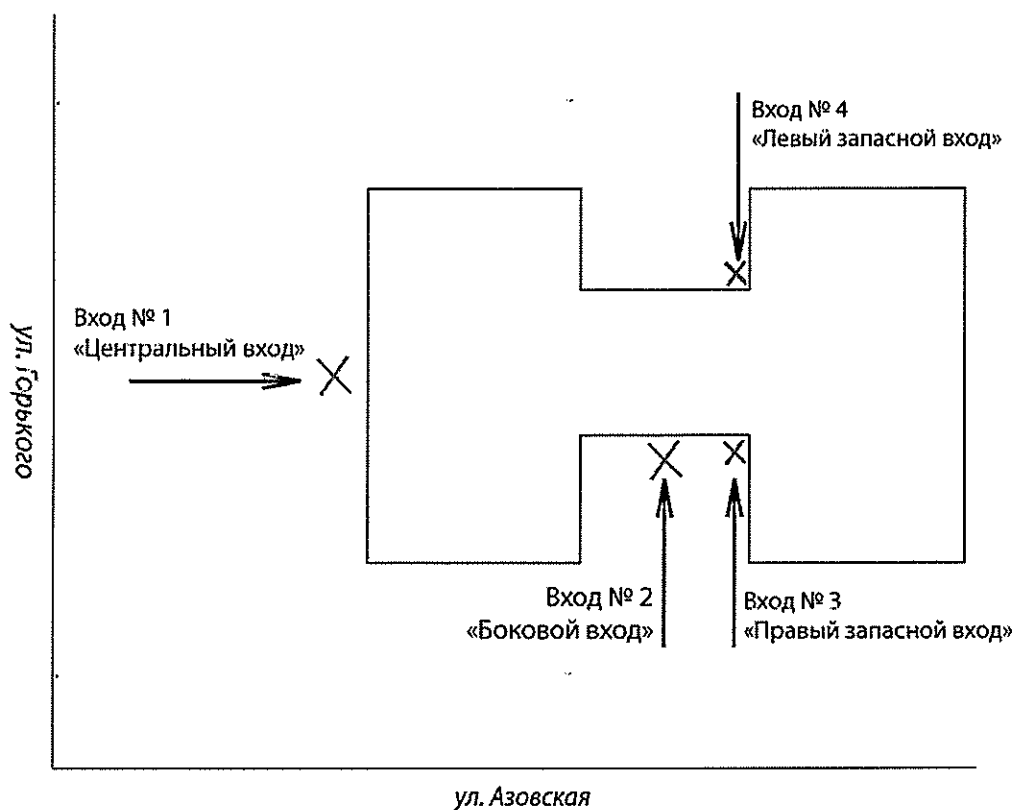 Вход № 4
«Левый запасной вход»
Вход № 1
«Центральный вход»
ул. Горького
Вход № 2
«Боковой вход»
Вход № 3
«Правый запасной вход»
ул. Азовская